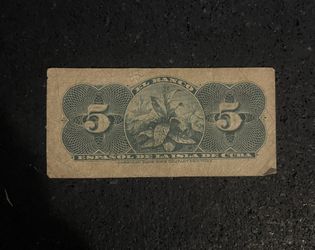 EL BANCO
5 5
ESPAÑOL DE LA ISLA DE CUBA